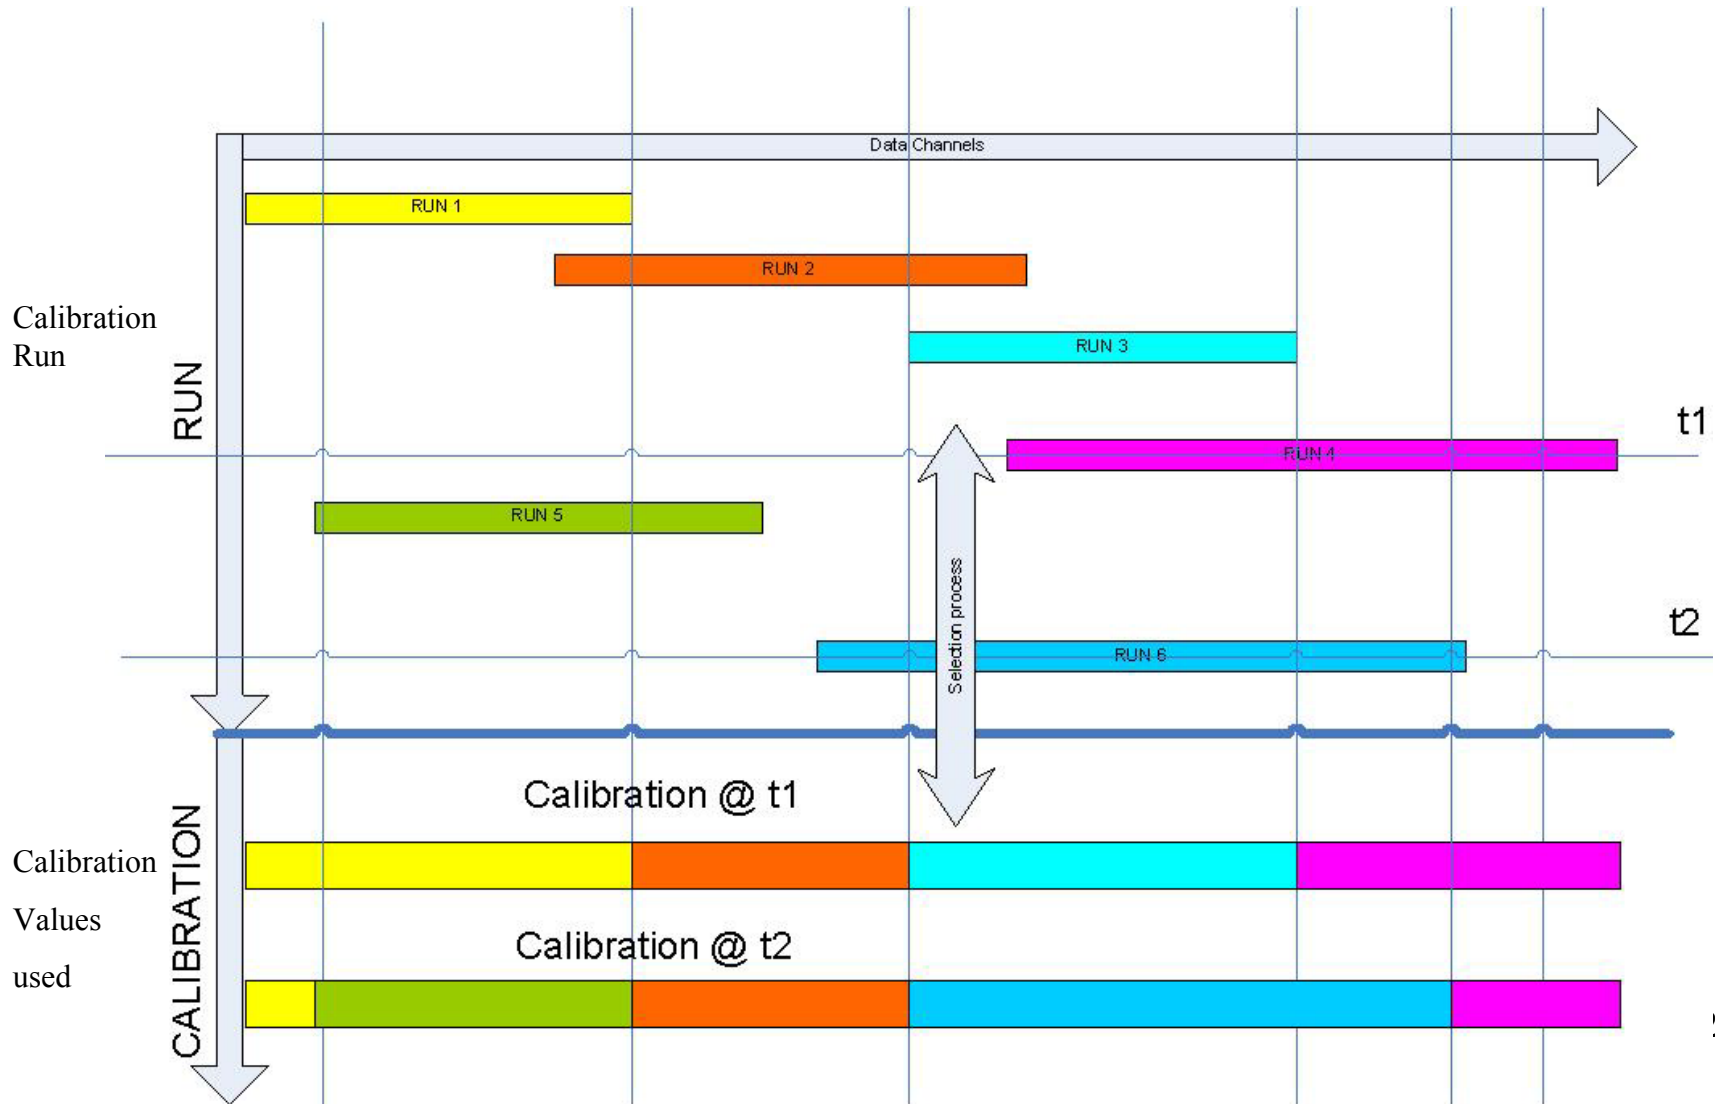 Data Channels
RUN 1
RUN 2
Calibration
Run
RUN 3
RUN
t1
RUN 4
RUN 5
Selection process
t2
RUN 6
Calibration @ t1
CALIBRATION
Calibration
Values
used
Calibration @ t2